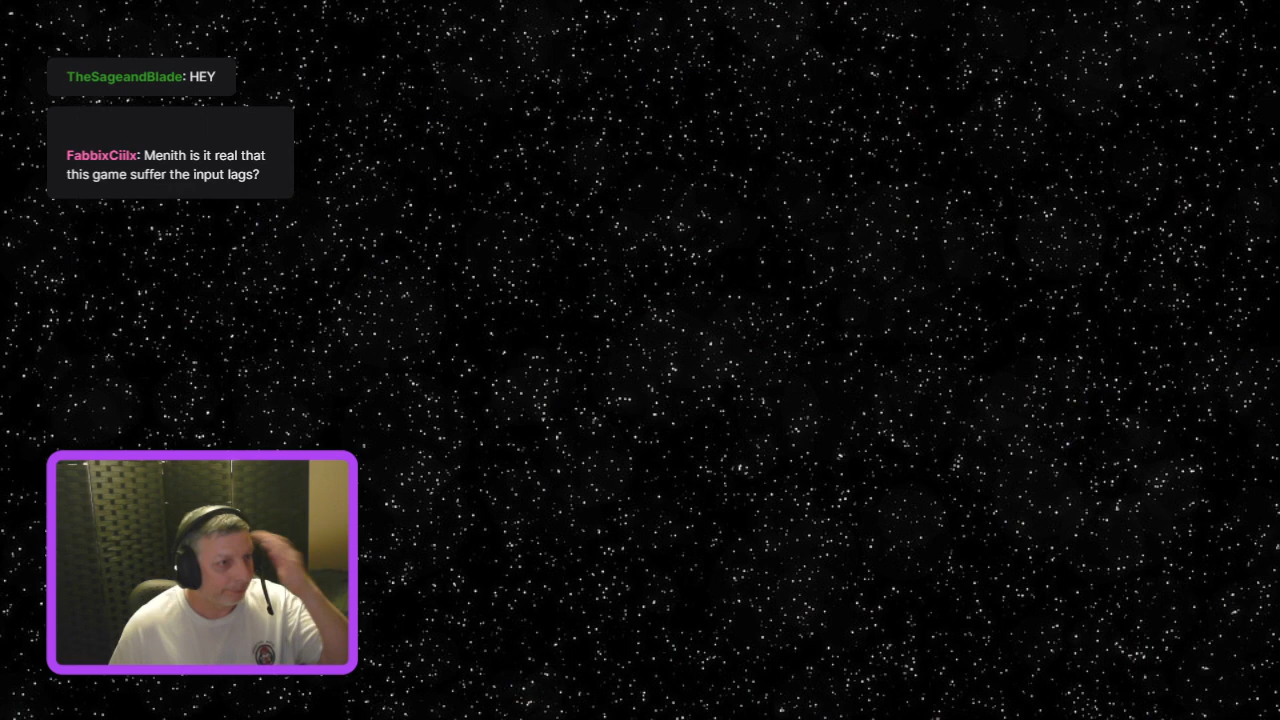 TheSageandBlade: HEY
FabbixCiilx: Menith is it real that
this game suffer the input lags?